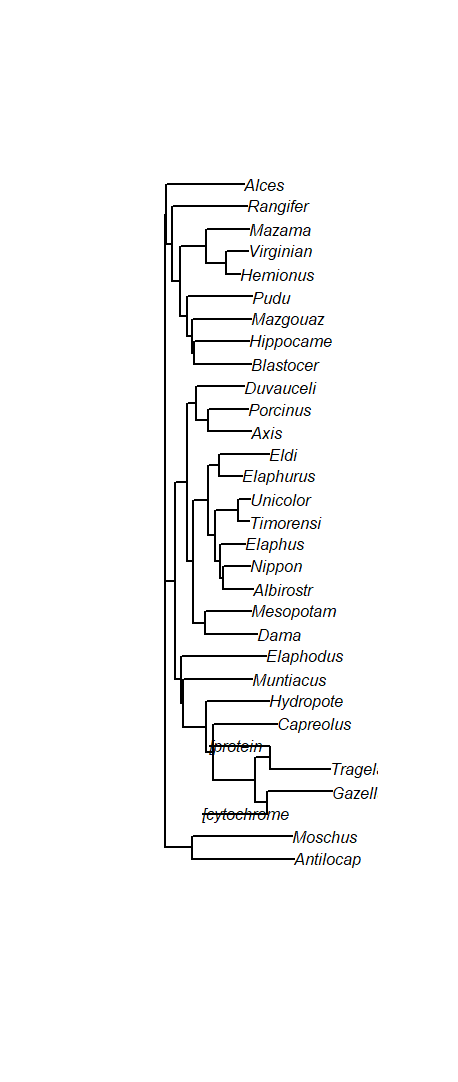 Alces
Rangifer
Mazama
Virginian
Hemionus
Pudu
Mazgouaz
Hippocame
Blastocer
Duvauceli
Porcinus
Axis
Eldi
Elaphurus
Unicolor
Timorensi
Elaphus
Nippon
Albirostr
Mesopotam
Dama
Elaphodus
Muntiacus
Hydropote
Capreolus
[protein
Tragel
Gazell
[cytochrome
Moschus
Antilocap